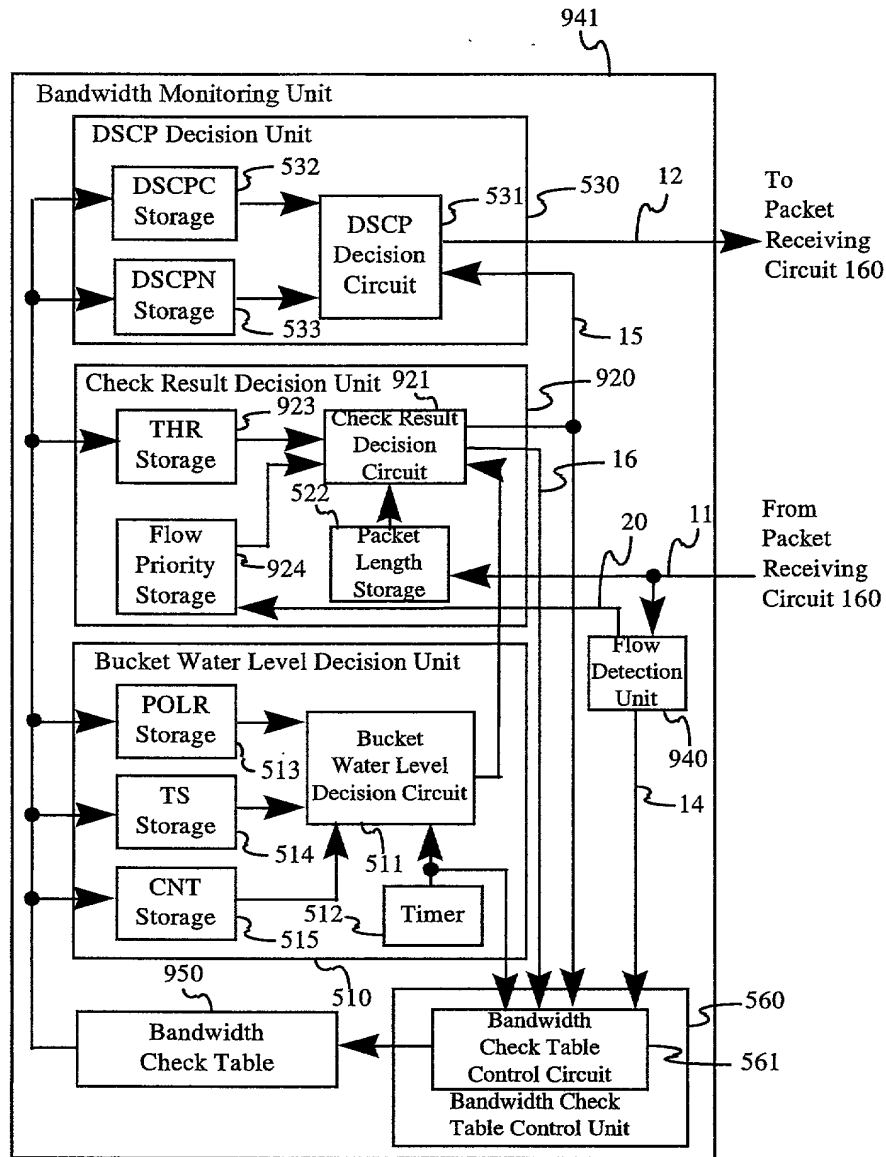 941
Bandwidth Monitoring Unit
DSCP Decision Unit
DSCPC
Storage
532
DSCP
Decision
Circuit
531
530
12
To
Packet
Receiving
Circuit 160
DSCPN
Storage
533
15
Check Result Decision Unit
921
920
THR
Storage
923
Check Result
Decision
Circuit
16
522
Flow
Priority
Storage
924
Packet
Length
Storage
20
11
From
Packet
Receiving
Circuit 160
Flow
Detection
Unit
940
14
Bucket Water Level Decision Unit
POLR
Storage
513
Bucket
Water Level
Decision Circuit
511
TS
Storage
514
CNT
Storage
515
512
Timer
510
950
Bandwidth
Check Table
560
Bandwidth
Check Table
Control Circuit
561
Bandwidth Check
Table Control Unit